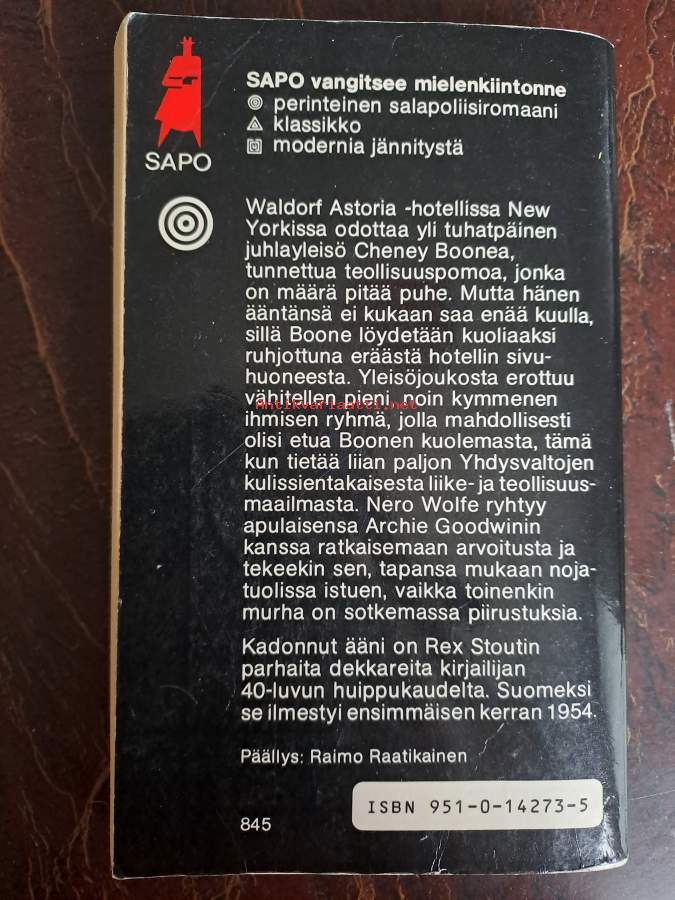 SAPO
SAPO vangitsee mielenkiintonne
perinteinen salapoliisiromaani
klassikko
modernia jännitystä
Waldorf Astoria -hotellissa New
Yorkissa odottaa yli tuhatpäinen
juhlayleisö Cheney Boonea,
tunnettua teollisuuspomoa, jonka
on määrä pitää puhe. Mutta hänen
ääntänsä ei kukaan saa enää kuulla,
sillä Boone löydetään kuoliaaksi
ruhjottuna eräästä hotellin sivu-
huoneesta. Yleisöjoukosta erottuu
vähitellen pieni, noin kymmenen
Antikvariaatti.net
ihmisen ryhmä, jolla mahdollisesti
olisi etua Boonen kuolemasta, tämä
kun tietää liian paljon Yhdysvaltojen
kulissientakaisesta liike- ja teollisuus-
maailmasta. Nero Wolfe ryhtyy
apulaisensa Archie Goodwinin
kanssa ratkaisemaan arvoitusta ja
tekeekin sen, tapansa mukaan noja-
tuolissa istuen, vaikka toinenkin
murha on sotkemassa piirustuksia.
Kadonnut ääni on Rex Stoutin
parhaita dekkareita kirjailijan
40-luvun huippukaudelta. Suomeksi
se ilmestyi ensimmäisen kerran 1954.
Päällys: Raimo Raatikainen
ISBN 951-0-14273-5
845